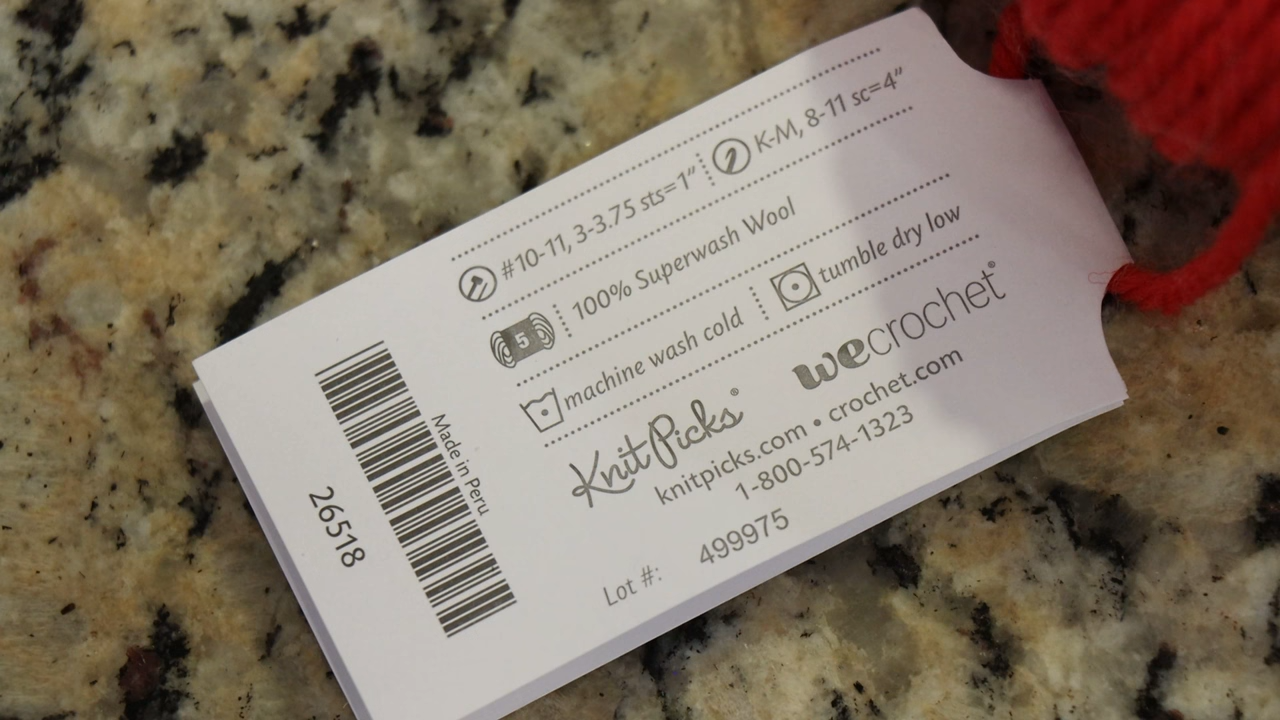 #10-11, 3-3.75 sts=1" K-M, 8-11 sc=4"
5 100% Superwash Wool
machine wash cold tumble dry low
KnitPicks® wecrochet®
knitpicks.com • crochet.com
1-800-574-1323
Lot #: 499975
Made in Peru
26518